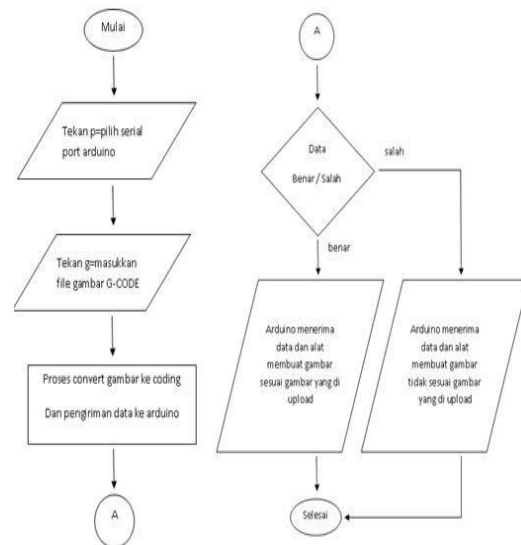 Mulai
Tekan p=pilih serial
port arduino
Tekan g=masukkan
file gambar G-CODE
Proses convert gambar ke coding
Dan pengiriman data ke arduino
A
A
Data
Benar / Salah
salah
benar
Arduino menerima
data dan alat
membuat gambar
sesuai gambar yang di
upload
Arduino menerima
data dan alat
membuat gambar
tidak sesuai gambar
yang di upload
Selesai